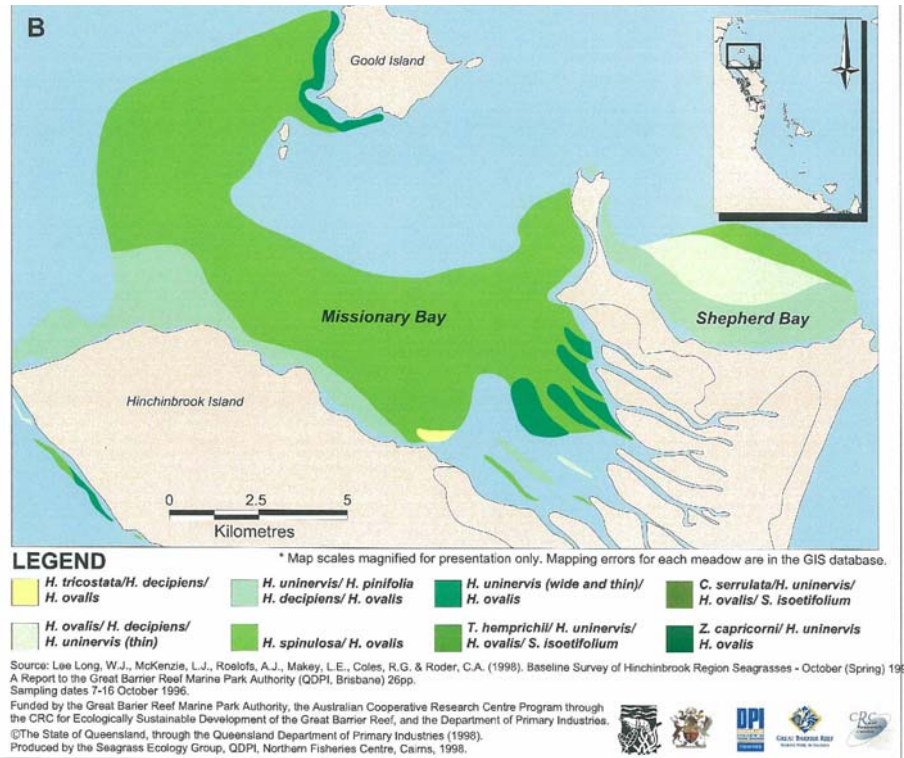 B
Goold Island
Missionary Bay
Shepherd Bay
Hinchinbrook Island
0 2.5 5
Kilometres
LEGEND
* Map scales magnified for presentation only. Mapping errors for each meadow are in the GIS database.
H. tricostata/H. decipiens/
H. ovalis
H. uninervis/ H. pinifolia
H. decipiens/ H. ovalis
H. uninervis (wide and thin)/
H. ovalis
C. serrulata/H. uninervis/
H. ovalis/ S. isoetifolium
H. ovalis/ H. decipiens/
H. uninervis (thin)
H. spinulosa/ H. ovalis
T. hemprichii/ H. uninervis/
H. ovalis/ S. isoetifolium
Z. capricorni/ H. uninervis
H. ovalis
Source: Lee Long, W.J., McKenzie, L.J., Roelofs, A.J., Makey, L.E., Coles, R.G. & Roder, C.A. (1998). Baseline Survey of Hinchinbrook Region Seagrasses - October (Spring)
A Report to the Great Barrier Reef Marine Park Authority (QDPI, Brisbane) 26pp.
Sampling dates 7-16 October 1996.
Funded by the Great Barier Reef Marine Park Authority, the Australian Cooperative Research Centre Program through
the CRC for Ecologically Sustainable Development of the Great Barrier Reef, and the Department of Primary Industries.
©The State of Queensland, through the Queensland Department of Primary Industries (1998).
Produced by the Seagrass Ecology Group, QDPI, Northern Fisheries Centre, Cairns, 1998.
DPI
GREAT BARRIER REEF
CRC